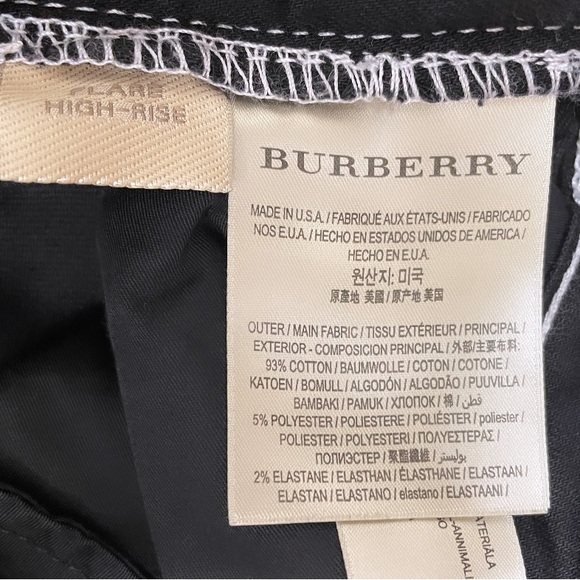 FLARE
HIGH-RISE
BURBERRY
MADE IN U.S.A. / FABRIQUÉ AUX ÉTATS-UNIS / FABRICADO
NOS E.U.A. / HECHO EN ESTADOS UNIDOS DE AMERICA /
HECHO EN E.U.A.
원산지: 미국
原產地 美國 / 原产地 美国
OUTER / MAIN FABRIC / TISSU EXTÉRIEUR / PRINCIPAL /
EXTERIOR - COMPOSICION PRINCIPAL / 外部/主要布料:
93% COTTON / BAUMWOLLE / COTON / COTONE /
KATOEN / BOMULL / ALGODÓN / ALGODÃO / PUUVILLA /
BAMBAKI / PAMUK / ХЛОПОК / 棉 / قطن /
5% POLYESTER / POLIESTERE / POLIÉSTER / poliester /
POLIESTER / POLYESTERI / ΠΟΛΥΕΣΤΕΡΑΣ /
ПОЛИЭСТЕР / 聚酯纖維 / بوليستر /
2% ELASTANE / ELASTHAN / ÉLASTHANE / ELASTAAN /
ELASTAN / ELASTANO / elastano / ELASTAANI /